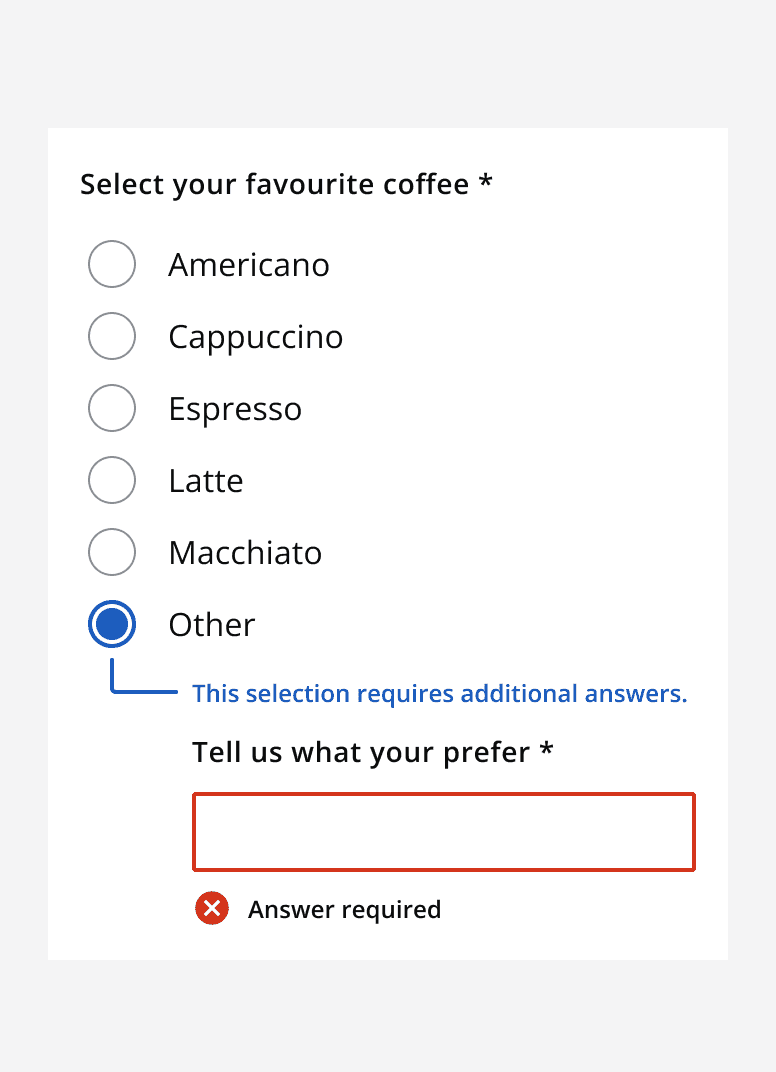 Select your favourite coffee *
Americano
Cappuccino
Espresso
Latte
Macchiato
Other
This selection requires additional answers.
Tell us what your prefer *
Answer required